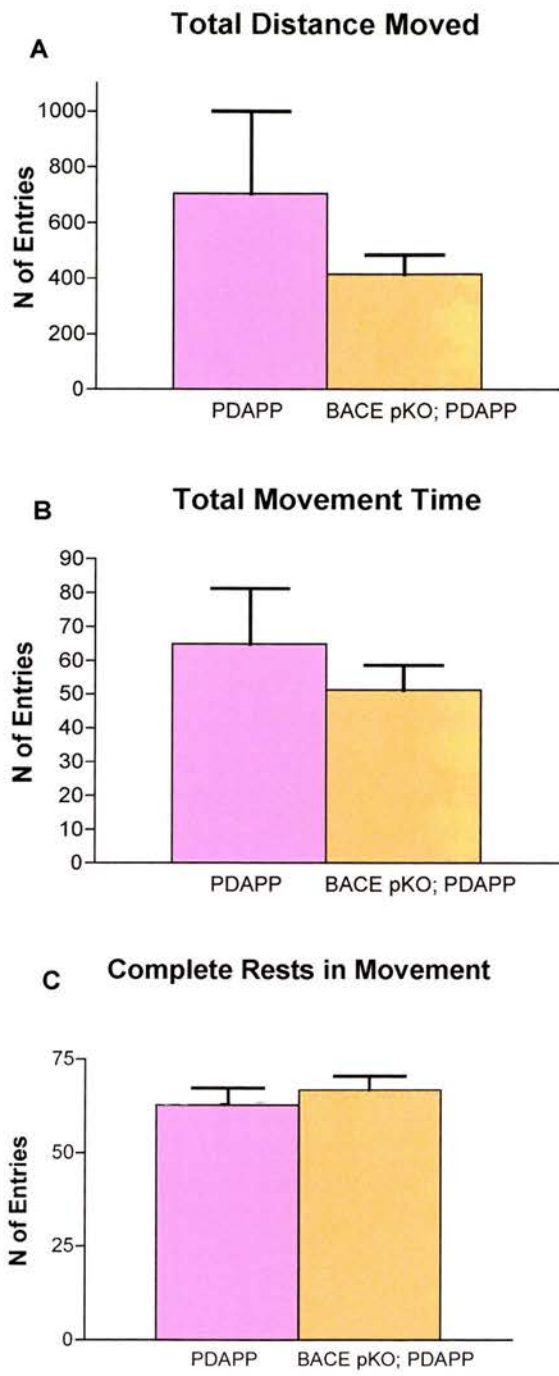 Total Distance Moved
A
1000
800
600
400
200
0
N of Entries
PDAPP BACE pKO; PDAPP
Total Movement Time
B
90
80
70
60
50
40
30
20
10
0
N of Entries
PDAPP BACE pKO; PDAPP
C Complete Rests in Movement
75
50
25
0
N of Entries
PDAPP BACE pKO; PDAPP